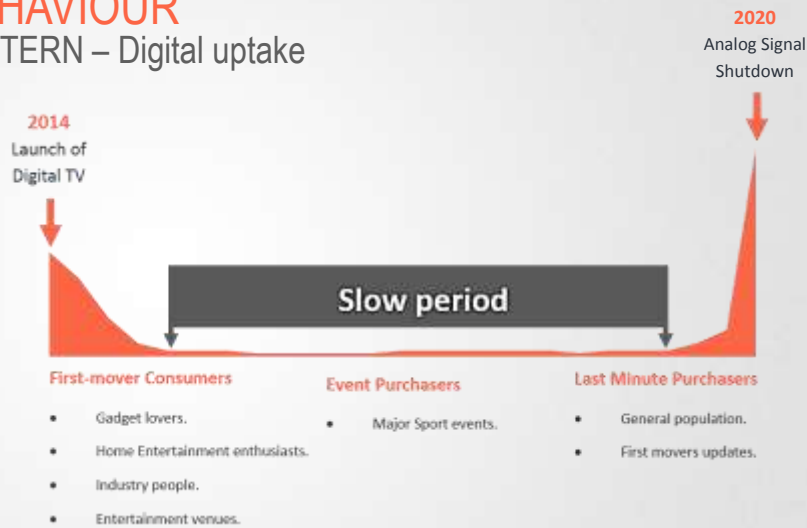 HAVIOUR
TERN – Digital uptake
2020
Analog Signal
Shutdown
2014
Launch of
Digital TV
Slow period
First-mover Consumers
• Gadget lovers.
• Home Entertainment enthusiasts.
• Industry people.
• Entertainment venues.
Event Purchasers
• Major Sport events.
Last Minute Purchasers
• General population.
• First movers updates.